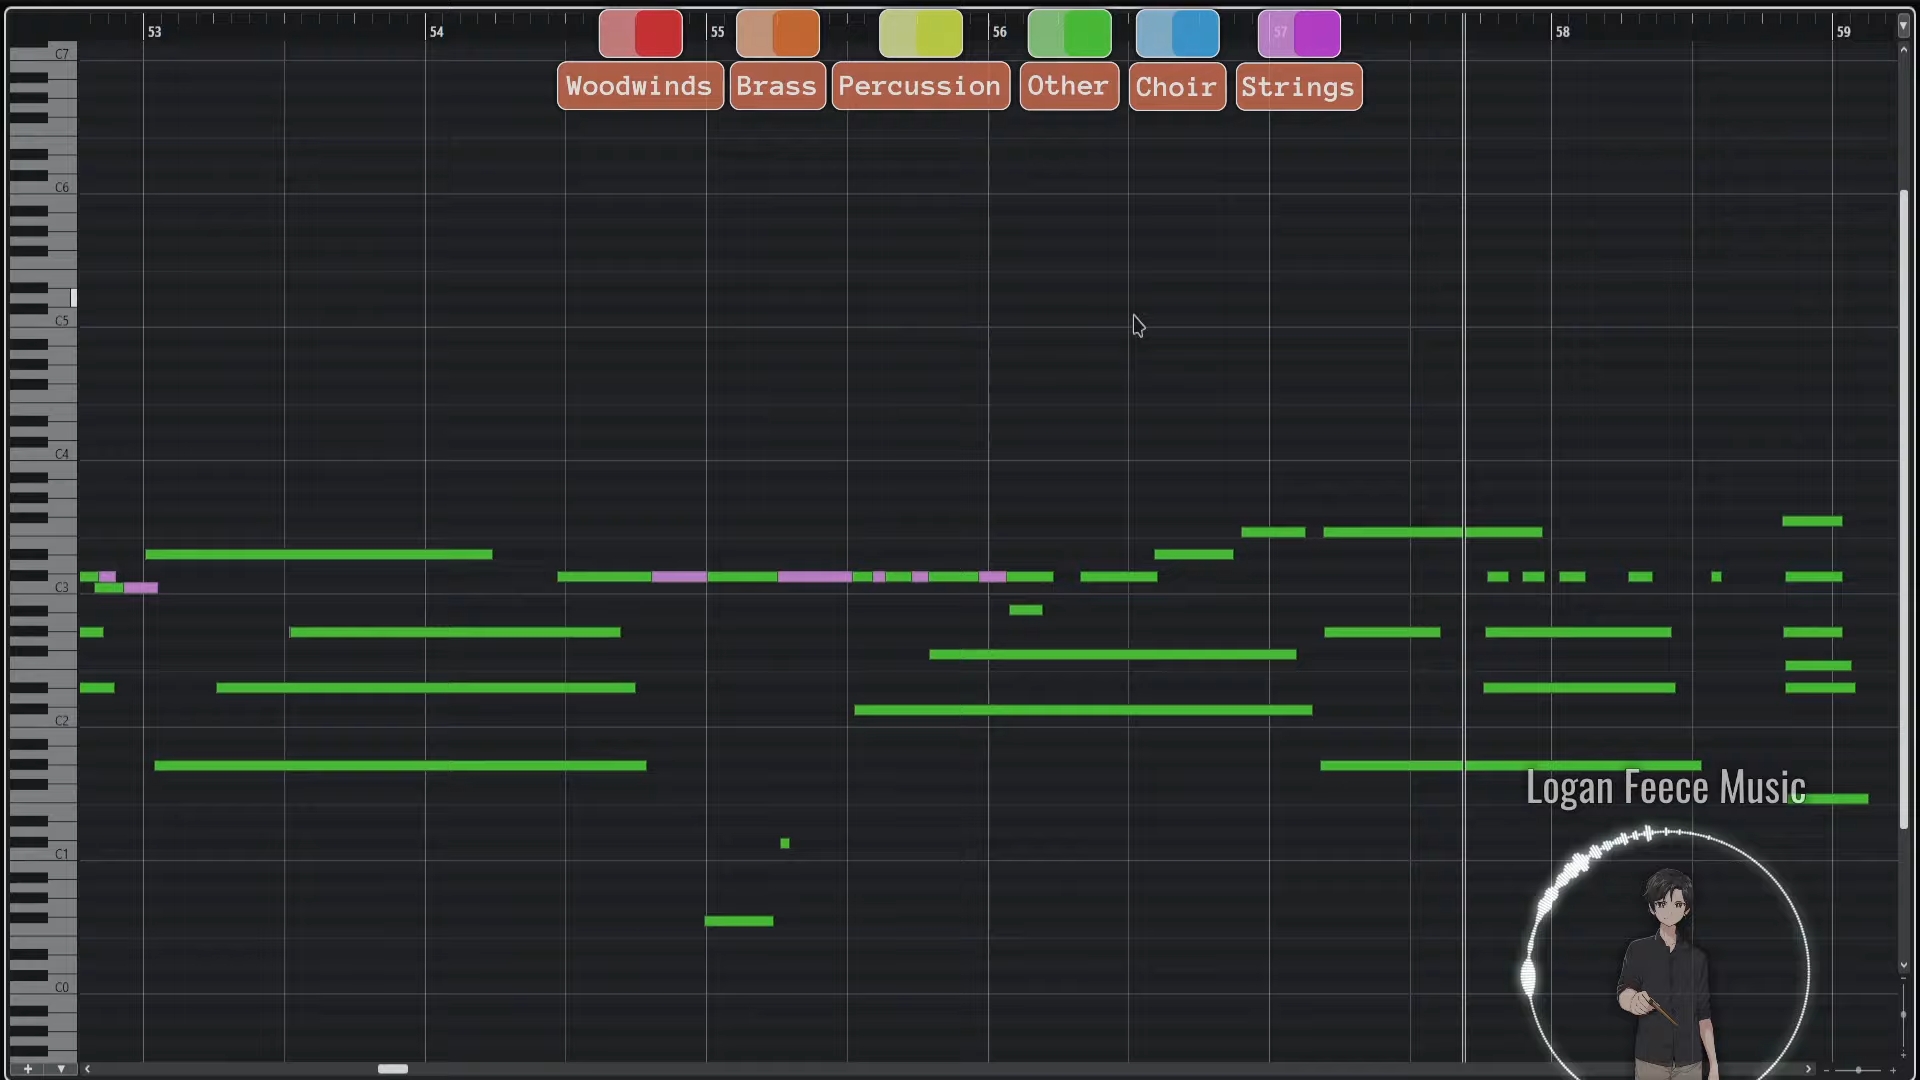 53 54 55 56 57 58 59
Woodwinds Brass Percussion Other Choir Strings
C7
C6
C5
C4
C3
C2
C1
C0
Logan Feece Music